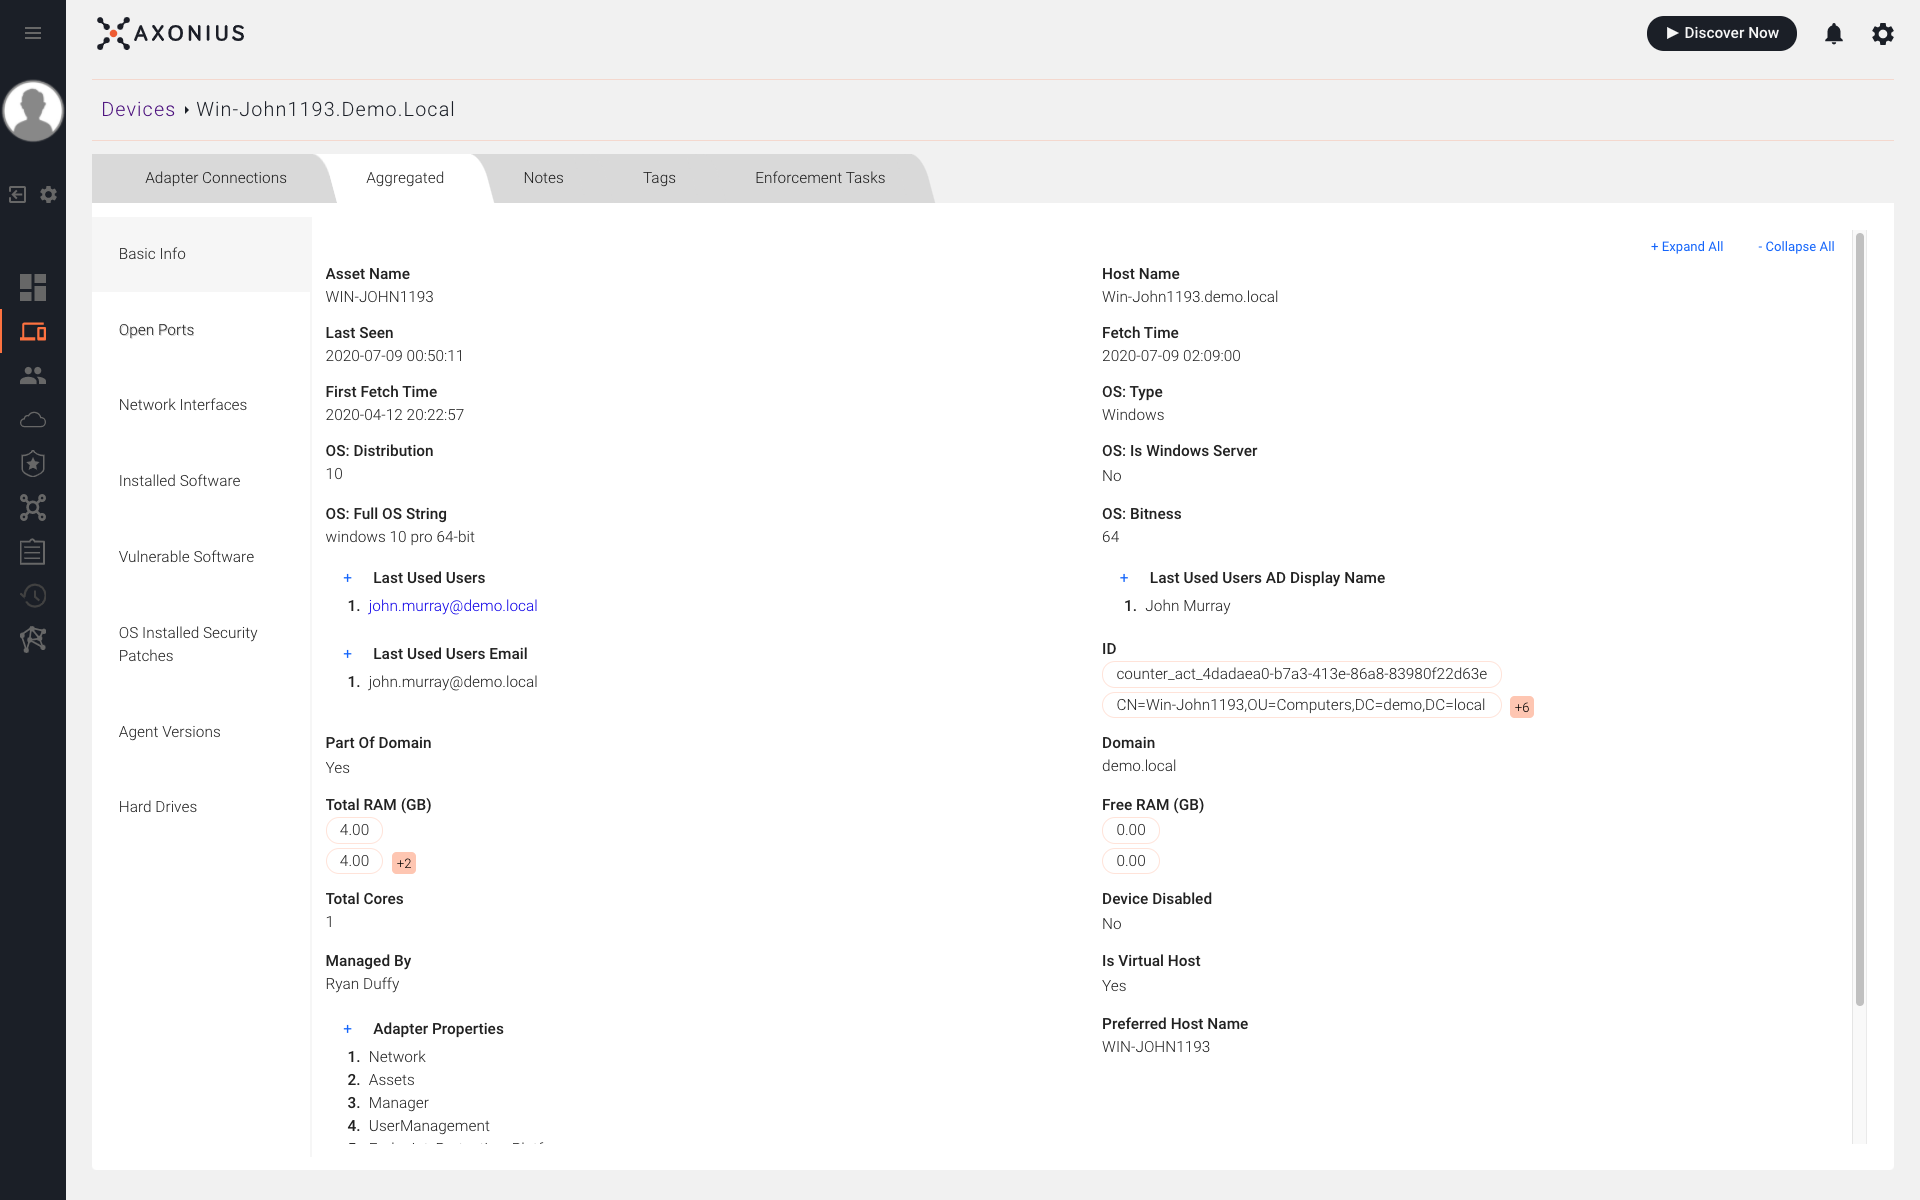 AXONIUS
Discover Now
Devices Win-John1193.Demo.Local
Adapter Connections
Aggregated
Notes
Tags
Enforcement Tasks
Basic Info
Open Ports
Network Interfaces
Installed Software
Vulnerable Software
OS Installed Security
Patches
Agent Versions
Hard Drives
+ Expand All
- Collapse All
Asset Name
WIN-JOHN1193
Host Name
Win-John1193.demo.local
Last Seen
2020-07-09 00:50:11
Fetch Time
2020-07-09 02:09:00
First Fetch Time
2020-04-12 20:22:57
OS: Type
Windows
OS: Distribution
10
OS: Is Windows Server
No
OS: Full OS String
windows 10 pro 64-bit
OS: Bitness
64
+ Last Used Users
1. john.murray@demo.local
+ Last Used Users AD Display Name
1. John Murray
+ Last Used Users Email
1. john.murray@demo.local
ID
counter_act_4dadaea0-b7a3-413e-86a8-83980f22d63e
CN=Win-John1193,OU=Computers,DC=demo,DC=local +6
Part Of Domain
Yes
Domain
demo.local
Total RAM (GB)
4.00
4.00 +2
Free RAM (GB)
0.00
0.00
Total Cores
1
Device Disabled
No
Managed By
Ryan Duffy
Is Virtual Host
Yes
+ Adapter Properties
1. Network
2. Assets
3. Manager
4. UserManagement
Preferred Host Name
WIN-JOHN1193